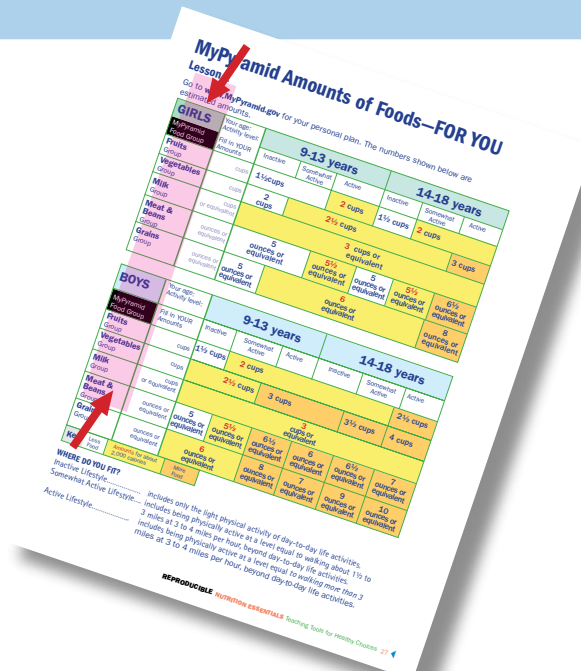 MyPyramid Amounts of Foods—FOR YOU
Lesson
Go to www.MyPyramid.gov for your personal plan. The numbers shown below are
estimated amounts.
GIRLS
Your age:
Activity level:
9-13 years
14-18 years
MyPyramid
Food Group
Fill in YOUR
Amounts
Inactive
Somewhat
Active
Active
Inactive
Somewhat
Active
Active
Fruits
Group
cups
1½cups
2 cups
1½ cups
2 cups
Vegetables
Group
cups
2
cups
2½ cups
3 cups
Milk
Group
or equivalent
3 cups or
equivalent
Meat &
Beans
Group
ounces or
equivalent
5
ounces or
equivalent
5½
ounces or
equivalent
5
ounces or
equivalent
5½
ounces or
equivalent
6½
ounces or
equivalent
Grains
Group
ounces or
equivalent
5
ounces or
equivalent
6
ounces or
equivalent
8
ounces or
equivalent
BOYS
Your age:
Activity level:
9-13 years
14-18 years
MyPyramid
Food Group
Fill in YOUR
Amounts
Inactive
Somewhat
Active
Active
Inactive
Somewhat
Active
Active
Fruits
Group
cups
1½ cups
2 cups
2½ cups
Vegetables
Group
cups
2½ cups
3 cups
3½ cups
4 cups
Milk
Group
cups
or equivalent
3
cups or
equivalent
Meat &
Beans
Group
ounces or
equivalent
5
ounces or
equivalent
5½
ounces or
equivalent
6½
ounces or
equivalent
6
ounces or
equivalent
6½
ounces or
equivalent
7
ounces or
equivalent
ounces or
equivalent
6
ounces or
equivalent
8
ounces or
equivalent
7
ounces or
equivalent
9
ounces or
equivalent
10
ounces or
equivalent
Less
Food
Amounts for about
2,000 calories
More
Food
WHERE DO YOU FIT?
Inactive Lifestyle.................. includes only the light physical activity of day-to-day life activities.
Somewhat Active Lifestyle.... includes being physically active at a level equal to walking about 1½ to
3 miles at 3 to 4 miles per hour, beyond day-to-day life activities.
Active Lifestyle.................... includes being physically active at a level equal to walking more than 3
miles at 3 to 4 miles per hour, beyond day-to-day life activities.
REPRODUCIBLE NUTRITION ESSENTIALS Teaching Tools for Healthy Choices 27